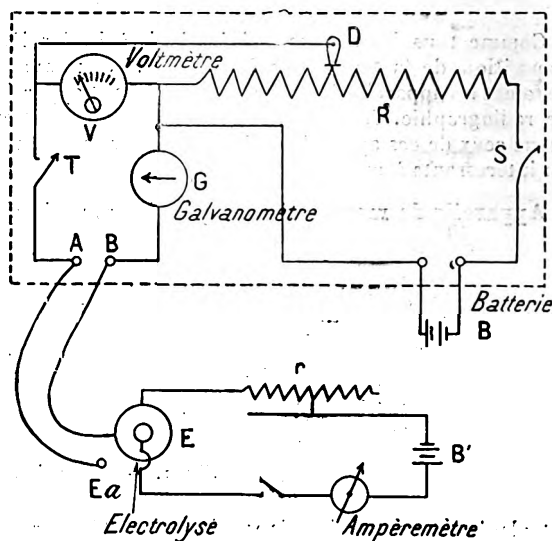 D
Voltmètre
V
R
S
T
G
Galvanomètre
A B
Batterie
B
r
E
B'
Ea
Electrolyse
Ampèremètre